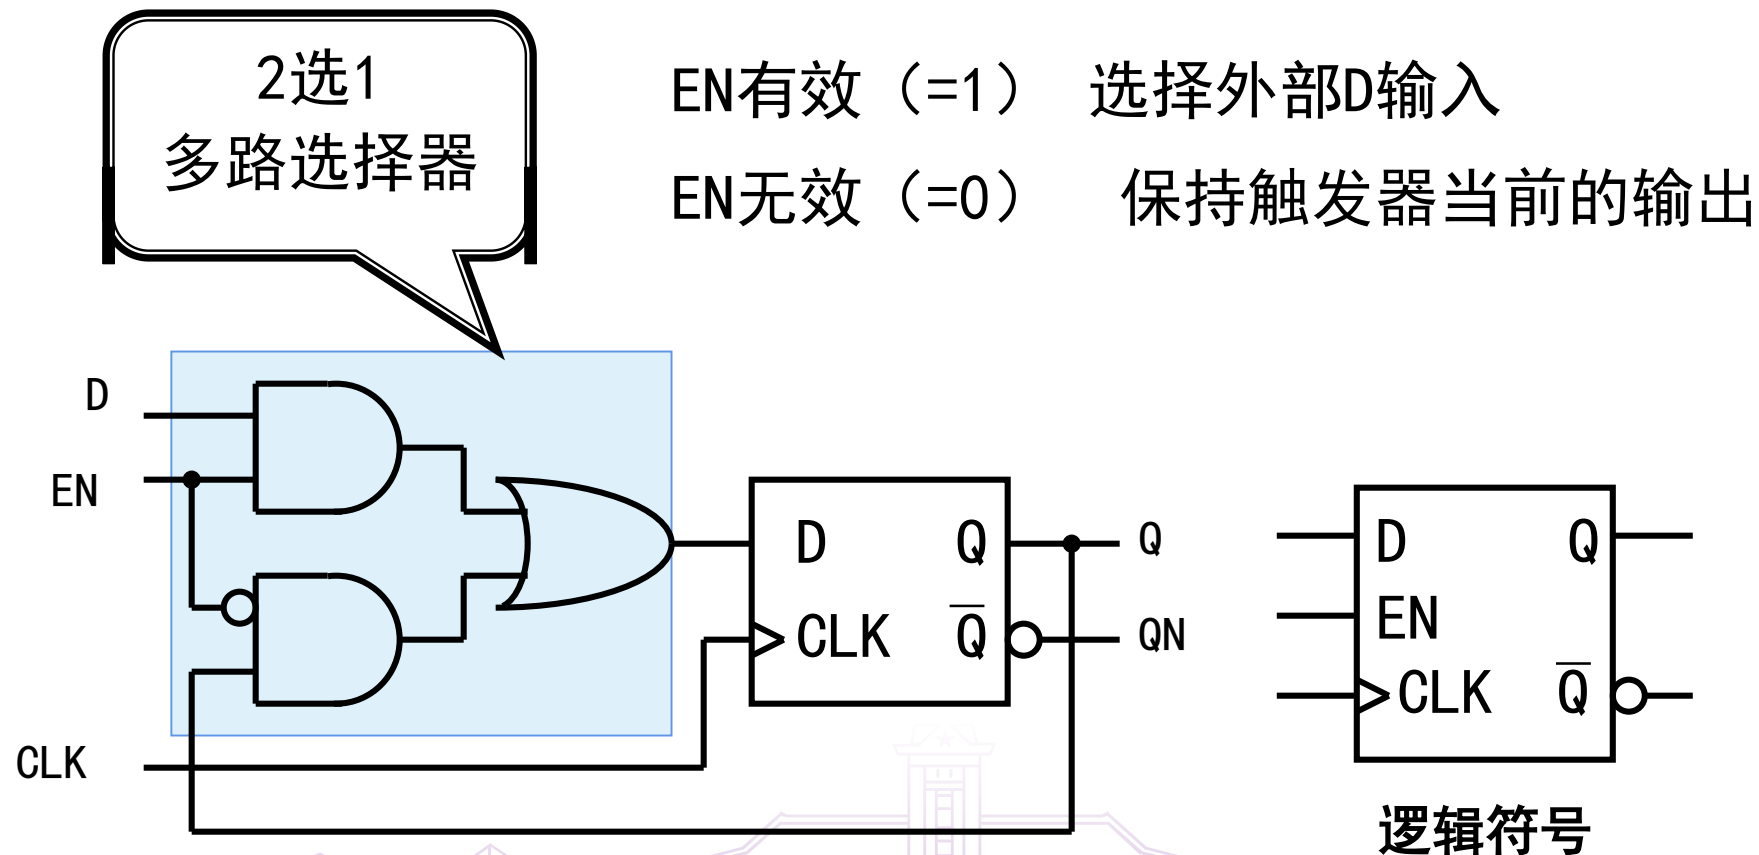 2选1
多路选择器
EN有效（=1） 选择外部D输入
EN无效（=0） 保持触发器当前的输出
D
EN
CLK
D Q
CLK Q̅
Q
QN
D Q
EN
CLK Q̅
逻辑符号